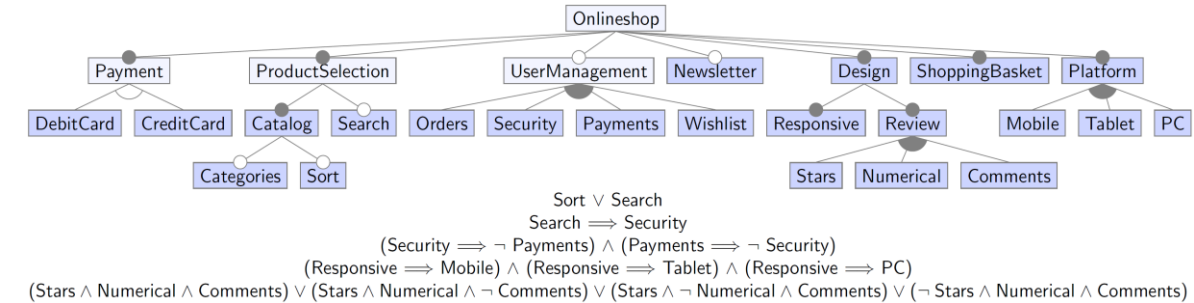 Onlineshop
Payment ProductSelection UserManagement Newsletter Design ShoppingBasket Platform
DebitCard CreditCard Catalog Search Orders Security Payments Wishlist Responsive Review Mobile Tablet PC
Categories Sort Stars Numerical Comments
Sort ∨ Search
Search ⟹ Security
(Security ⟹ ¬ Payments) ∧ (Payments ⟹ ¬ Security)
(Responsive ⟹ Mobile) ∧ (Responsive ⟹ Tablet) ∧ (Responsive ⟹ PC)
(Stars ∧ Numerical ∧ Comments) ∨ (Stars ∧ Numerical ∧ ¬ Comments) ∨ (Stars ∧ ¬ Numerical ∧ Comments) ∨ (¬ Stars ∧ Numerical ∧ Comments)